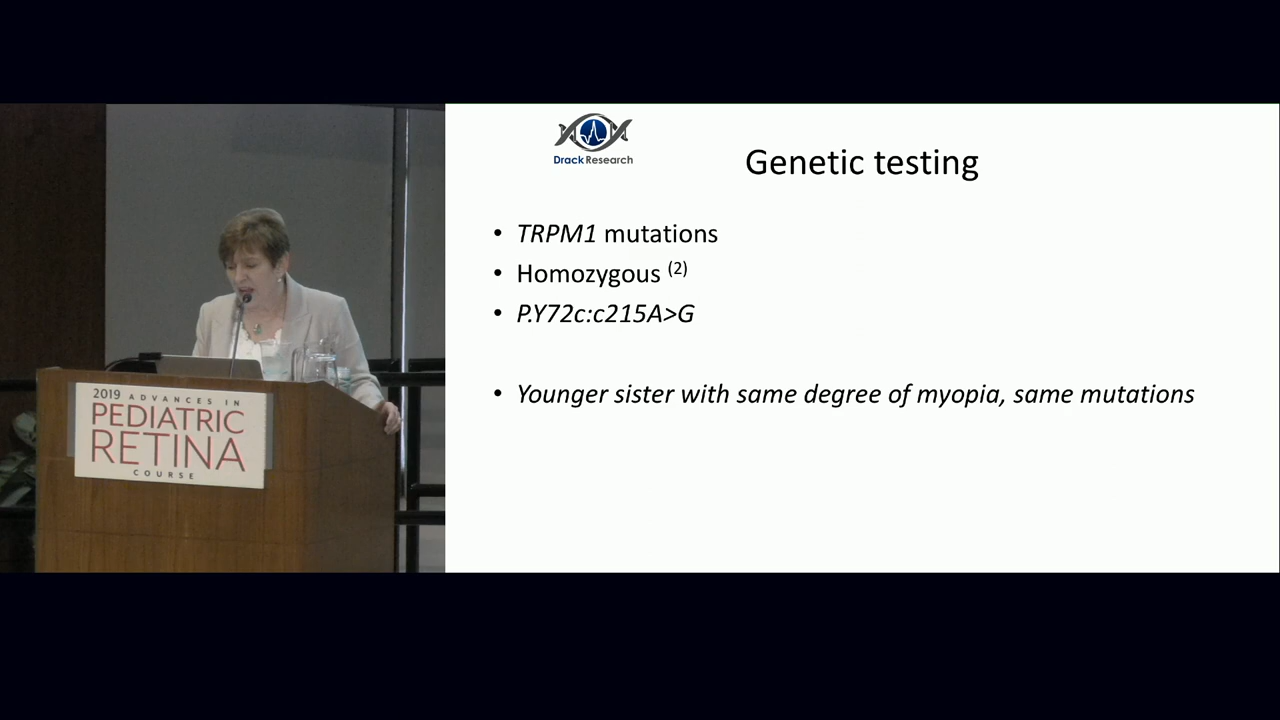 Drack Research
Genetic testing
• TRPM1 mutations
• Homozygous (2)
• P.Y72c:c215A>G
• Younger sister with same degree of myopia, same mutations
2019 ADVANCES IN
PEDIATRIC
RETINA
COURSE